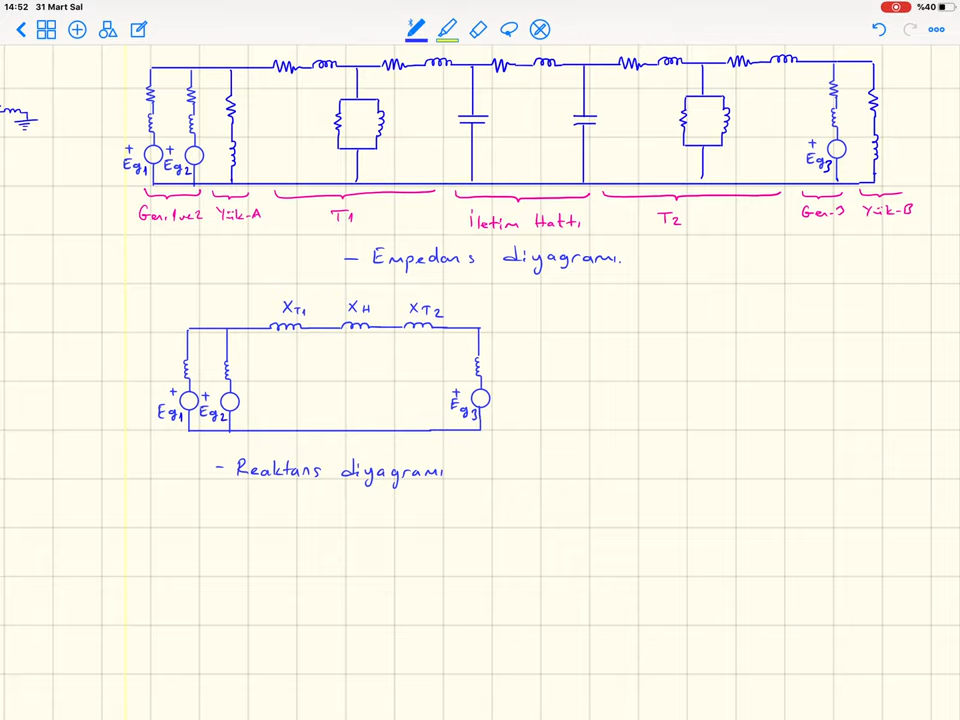 14:52 31 Mart Sal %40
+ Eg1 + Eg2 + Eg3
Gen.1ve2 Yük-A T1 İletim Hattı T2 Gen-3 Yük-B
- Empedans diyagramı.
XT1 XH XT2
+ Eg1 + Eg2 + Eg3
- Reaktans diyagramı